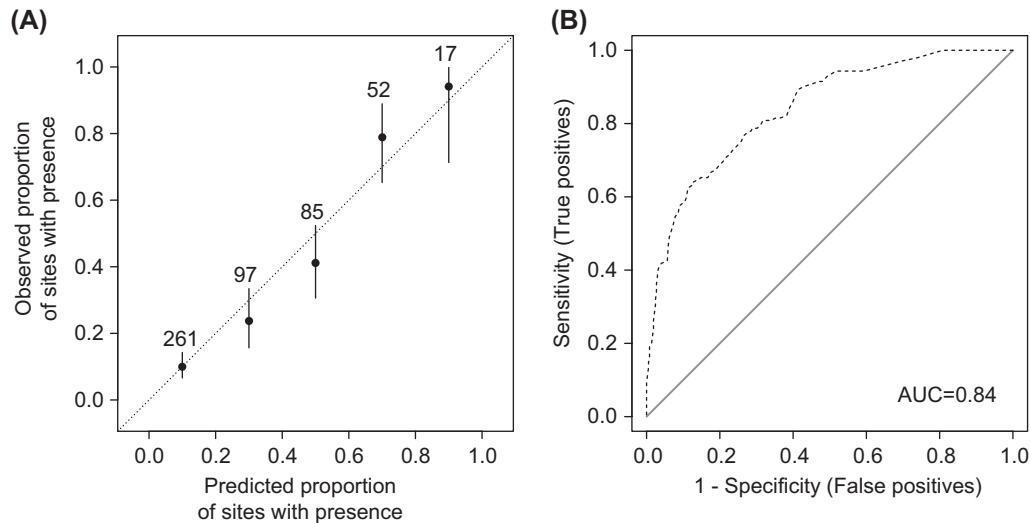 (A)
Observed proportion
of sites with presence
1.0
0.8
0.6
0.4
0.2
0.0
261
97
85
52
17
0.0 0.2 0.4 0.6 0.8 1.0
Predicted proportion
of sites with presence
(B)
Sensitivity (True positives)
1.0
0.8
0.6
0.4
0.2
0.0
AUC=0.84
0.0 0.2 0.4 0.6 0.8 1.0
1 - Specificity (False positives)